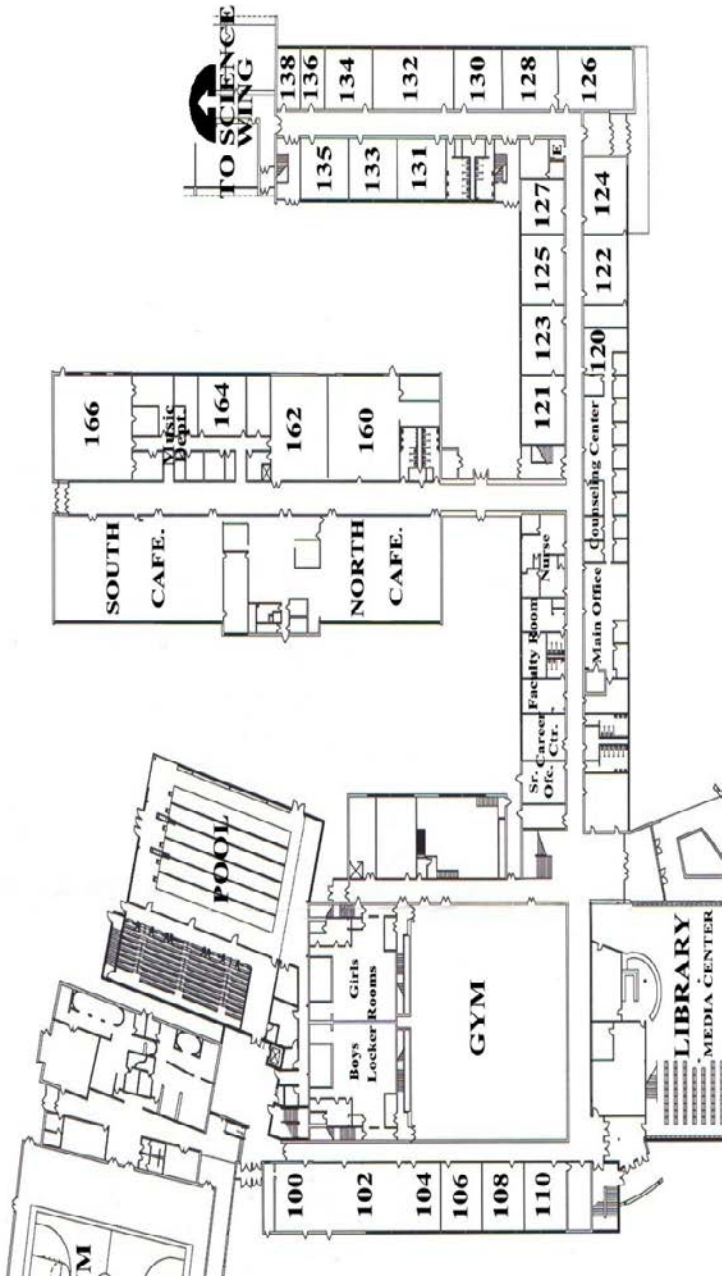 TO SCIENCE
WING
138
136
134
132
130
128
126
135
133
131
E
127
124
125
122
123
120
121
166
Music
Dept.
164
162
160
Counseling Center
SOUTH
CAFE.
NORTH
CAFE.
Nurse
Faculty Room
Main Office
Career
Ctr.
Sr.
Ofc.
POOL
Girls
Boys
Locker Rooms
GYM
LIBRARY
MEDIA CENTER
100
102
104
106
108
110
M